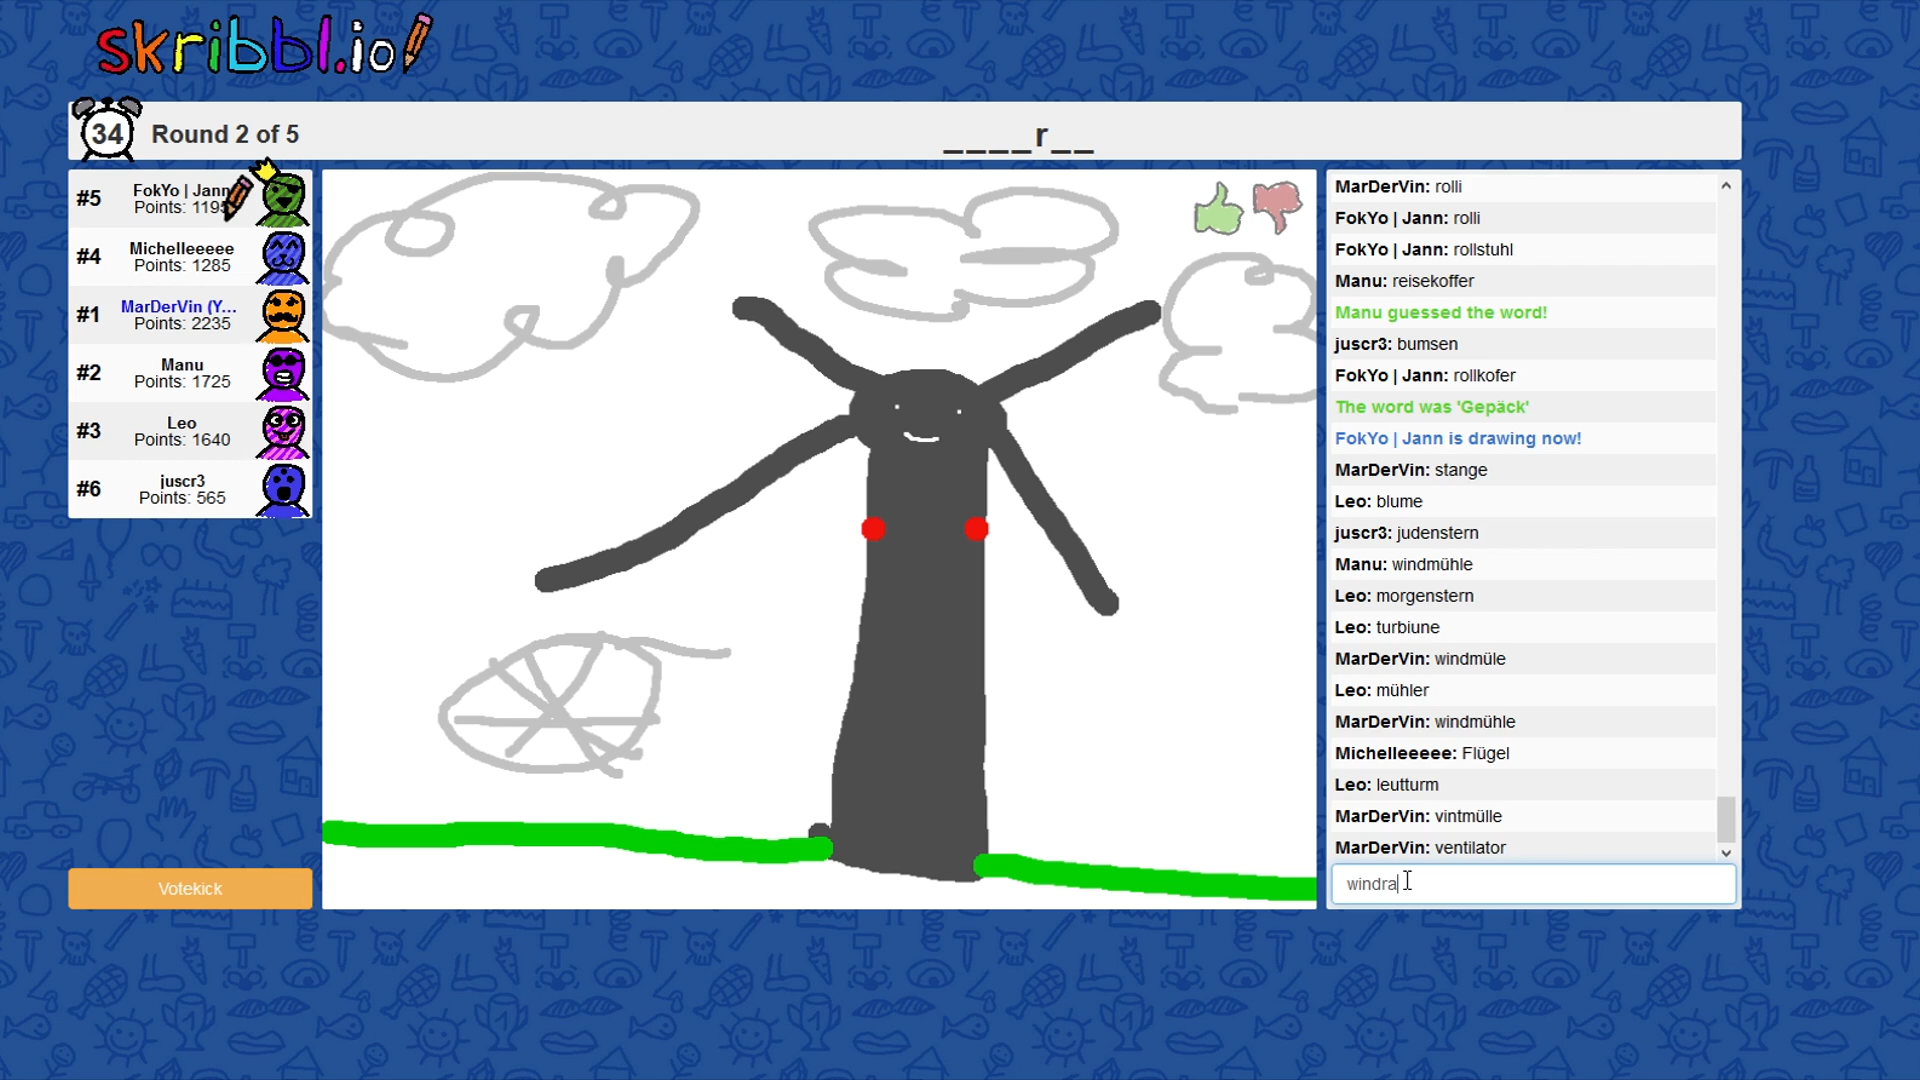 skribbl.io
34
Round 2 of 5
____r__
#5
FokYo | Jann
Points: 1195
#4
Michelleeeee
Points: 1285
#1
MarDerVin (Y...
Points: 2235
#2
Manu
Points: 1725
#3
Leo
Points: 1640
#6
juscr3
Points: 565
Votekick
MarDerVin: rolli
FokYo | Jann: rolli
FokYo | Jann: rollstuhl
Manu: reisekoffer
Manu guessed the word!
juscr3: bumsen
FokYo | Jann: rollkofer
The word was 'Gepäck'
FokYo | Jann is drawing now!
MarDerVin: stange
Leo: blume
juscr3: judenstern
Manu: windmühle
Leo: morgenstern
Leo: turbiune
MarDerVin: windmüle
Leo: mühler
MarDerVin: windmühle
Michelleeeee: Flügel
Leo: leutturm
MarDerVin: vintmülle
MarDerVin: ventilator
windra